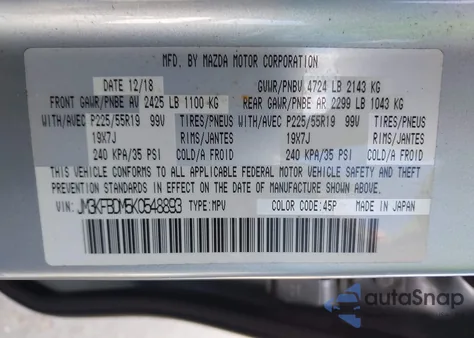 MFD. BY MAZDA MOTOR CORPORATION
DATE 12/18 GVWR/PNBV 4724 LB 2143 KG
FRONT GAWR/PNBE AV 2425 LB 1100 KG REAR GAWR/PNBE AR 2299 LB 1043 KG
WITH/AVEC P225/55R19 99V TIRES/PNEUS WITH/AVEC P225/55R19 99V TIRES/PNEUS
19X7J RIMS/JANTES 19X7J RIMS/JANTES
240 KPA/35 PSI COLD/A FROID 240 KPA/35 PSI COLD/A FROID
THIS VEHICLE CONFORMS TO ALL APPLICABLE FEDERAL MOTOR VEHICLE SAFETY AND THEFT
PREVENTION STANDARDS IN EFFECT ON THE DATE OF MANUFACTURE SHOWN ABOVE.
VIN: JM3KFBDM5K0548893 TYPE: MPV COLOR CODE: 45P MADE IN JAPAN
autoSnap